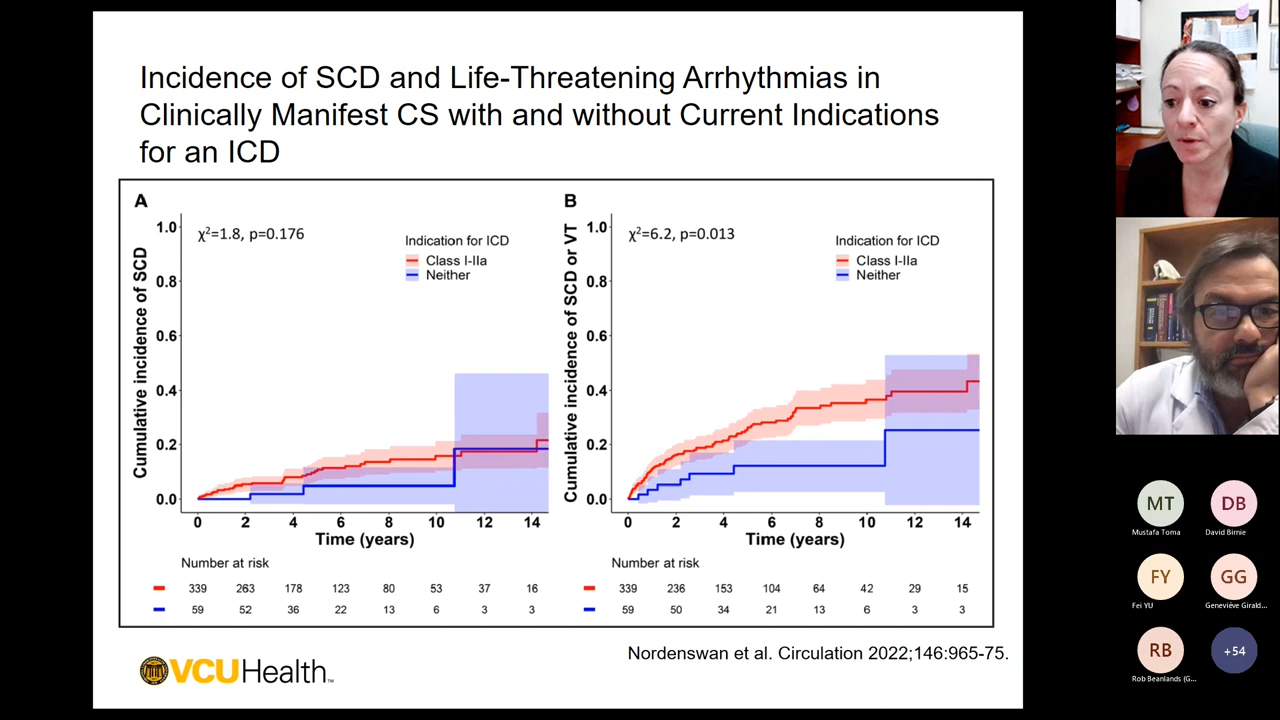 Incidence of SCD and Life-Threatening Arrhythmias in
Clinically Manifest CS with and without Current Indications
for an ICD
A
χ²=1.8, p=0.176
Indication for ICD
Class I-IIa
Neither
Cumulative incidence of SCD
1.0
0.8
0.6
0.4
0.2
0.0
0 2 4 6 8 10 12 14
Time (years)
Number at risk
339 263 178 123 80 53 37 16
59 52 36 22 13 6 3 3
B
χ²=6.2, p=0.013
Indication for ICD
Class I-IIa
Neither
Cumulative incidence of SCD or VT
1.0
0.8
0.6
0.4
0.2
0.0
0 2 4 6 8 10 12 14
Time (years)
Number at risk
339 236 153 104 64 42 29 15
59 50 34 21 13 6 3 3
Nordenswan et al. Circulation 2022;146:965-75.
VCUHealth™
MT
Mustafa Toma
DB
David Birnie
FY
Fei YU
GG
Geneviève Girald...
RB
Rob Beanlands (G...
+54